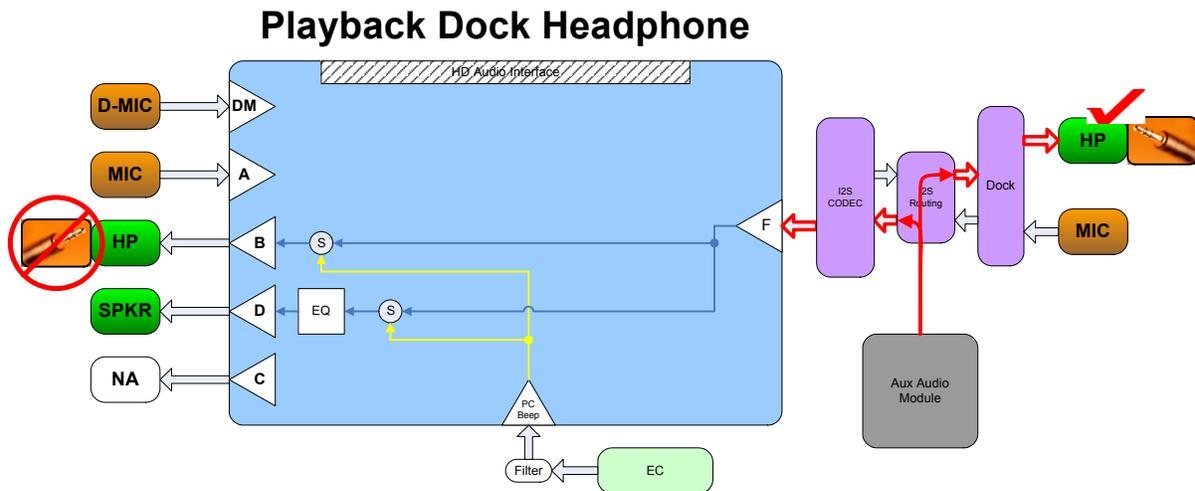 Playback Dock Headphone
HD Audio Interface
D-MIC
DM
MIC
A
HP
B
S
SPKR
D
EQ
S
NA
C
PC
Beep
Filter
EC
F
I2S
CODEC
I2S
Routing
Dock
HP
MIC
Aux Audio
Module